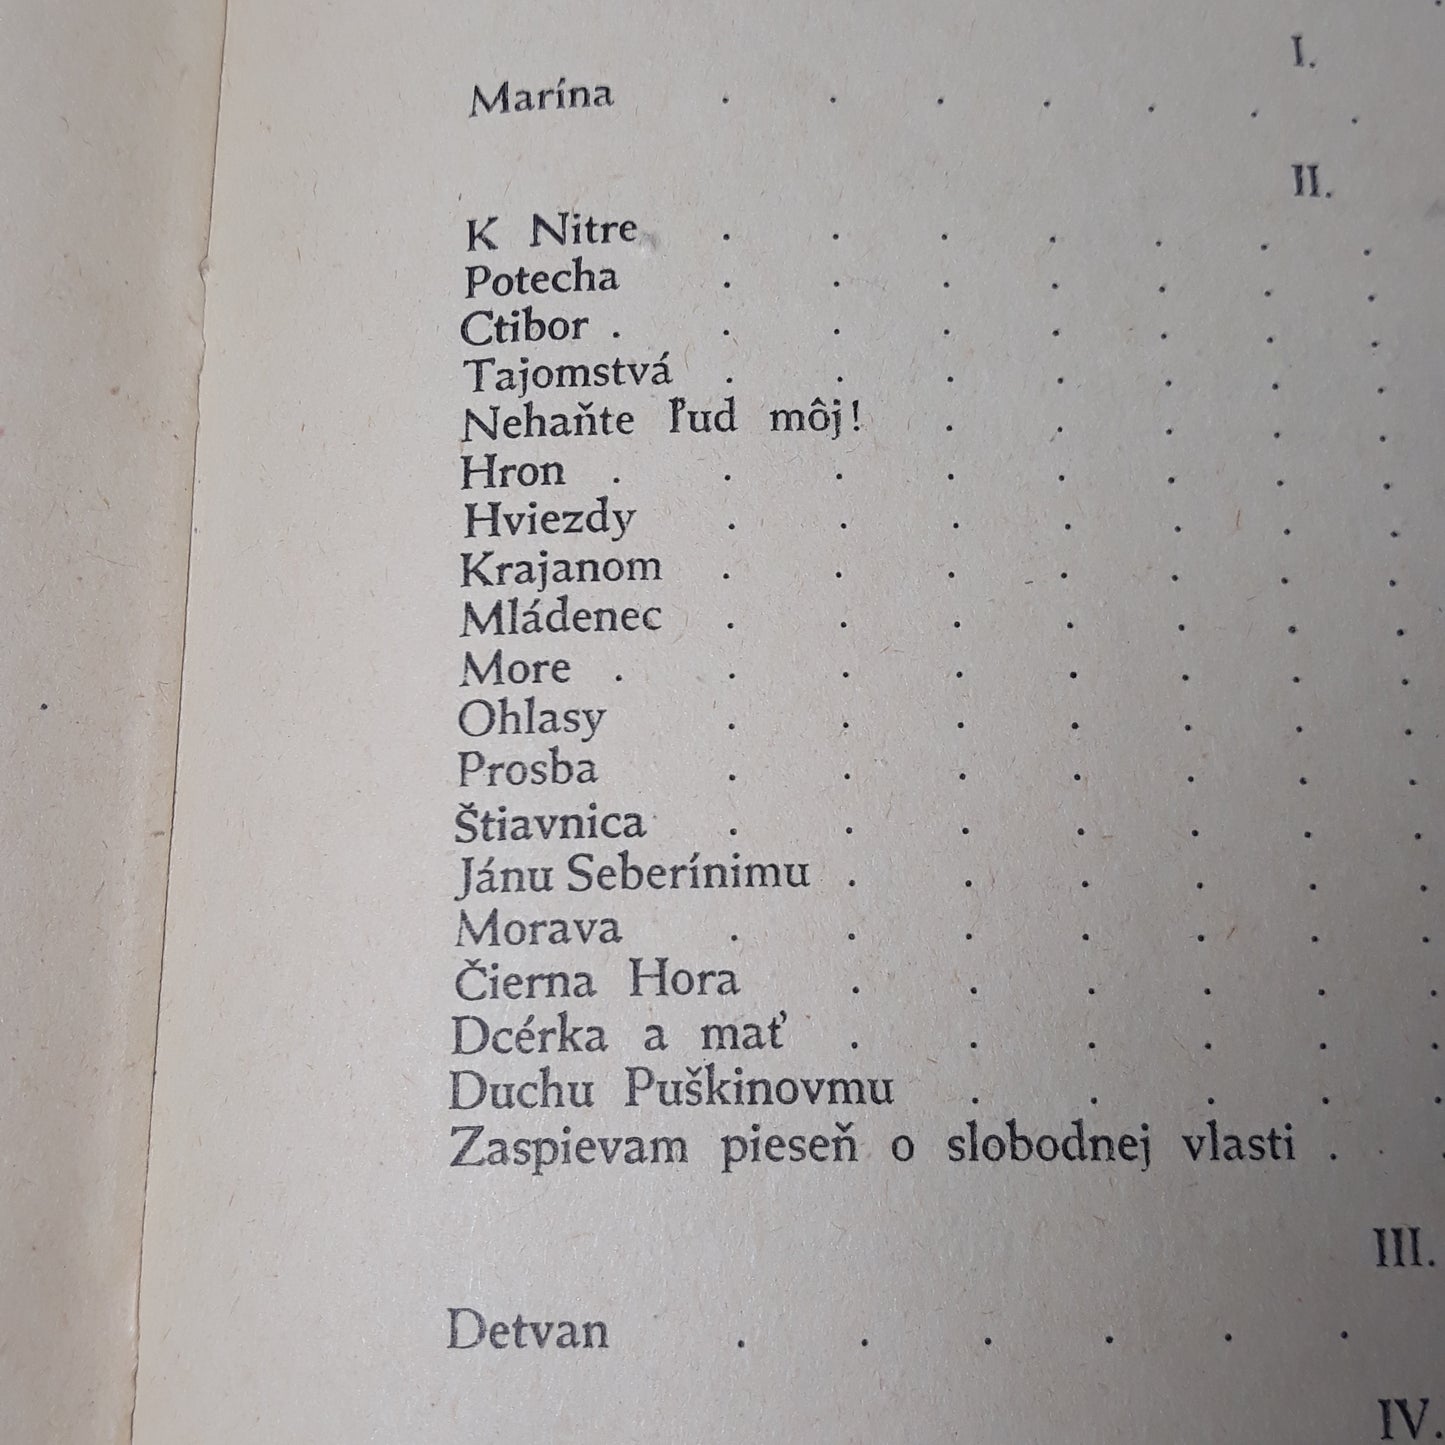 I.
Marína . . . . . . .
II.
K Nitre . . . . . . .
Potecha . . . . . . .
Ctibor . . . . . . . .
Tajomstvá . . . . . . .
Nehaňte ľud môj! . . . . .
Hron . . . . . . . .
Hviezdy . . . . . . .
Krajanom . . . . . . .
Mládenec . . . . . . .
More . . . . . . . .
Ohlasy . . . . . . .
Prosba . . . . . . .
Štiavnica . . . . . . .
Jánu Seberínimu . . . . . .
Morava . . . . . . .
Čierna Hora . . . . . .
Dcérka a mať . . . . . .
Duchu Puškinovmu . . . . .
Zaspievam pieseň o slobodnej vlasti . . .
III.
Detvan . . . . . .
IV.